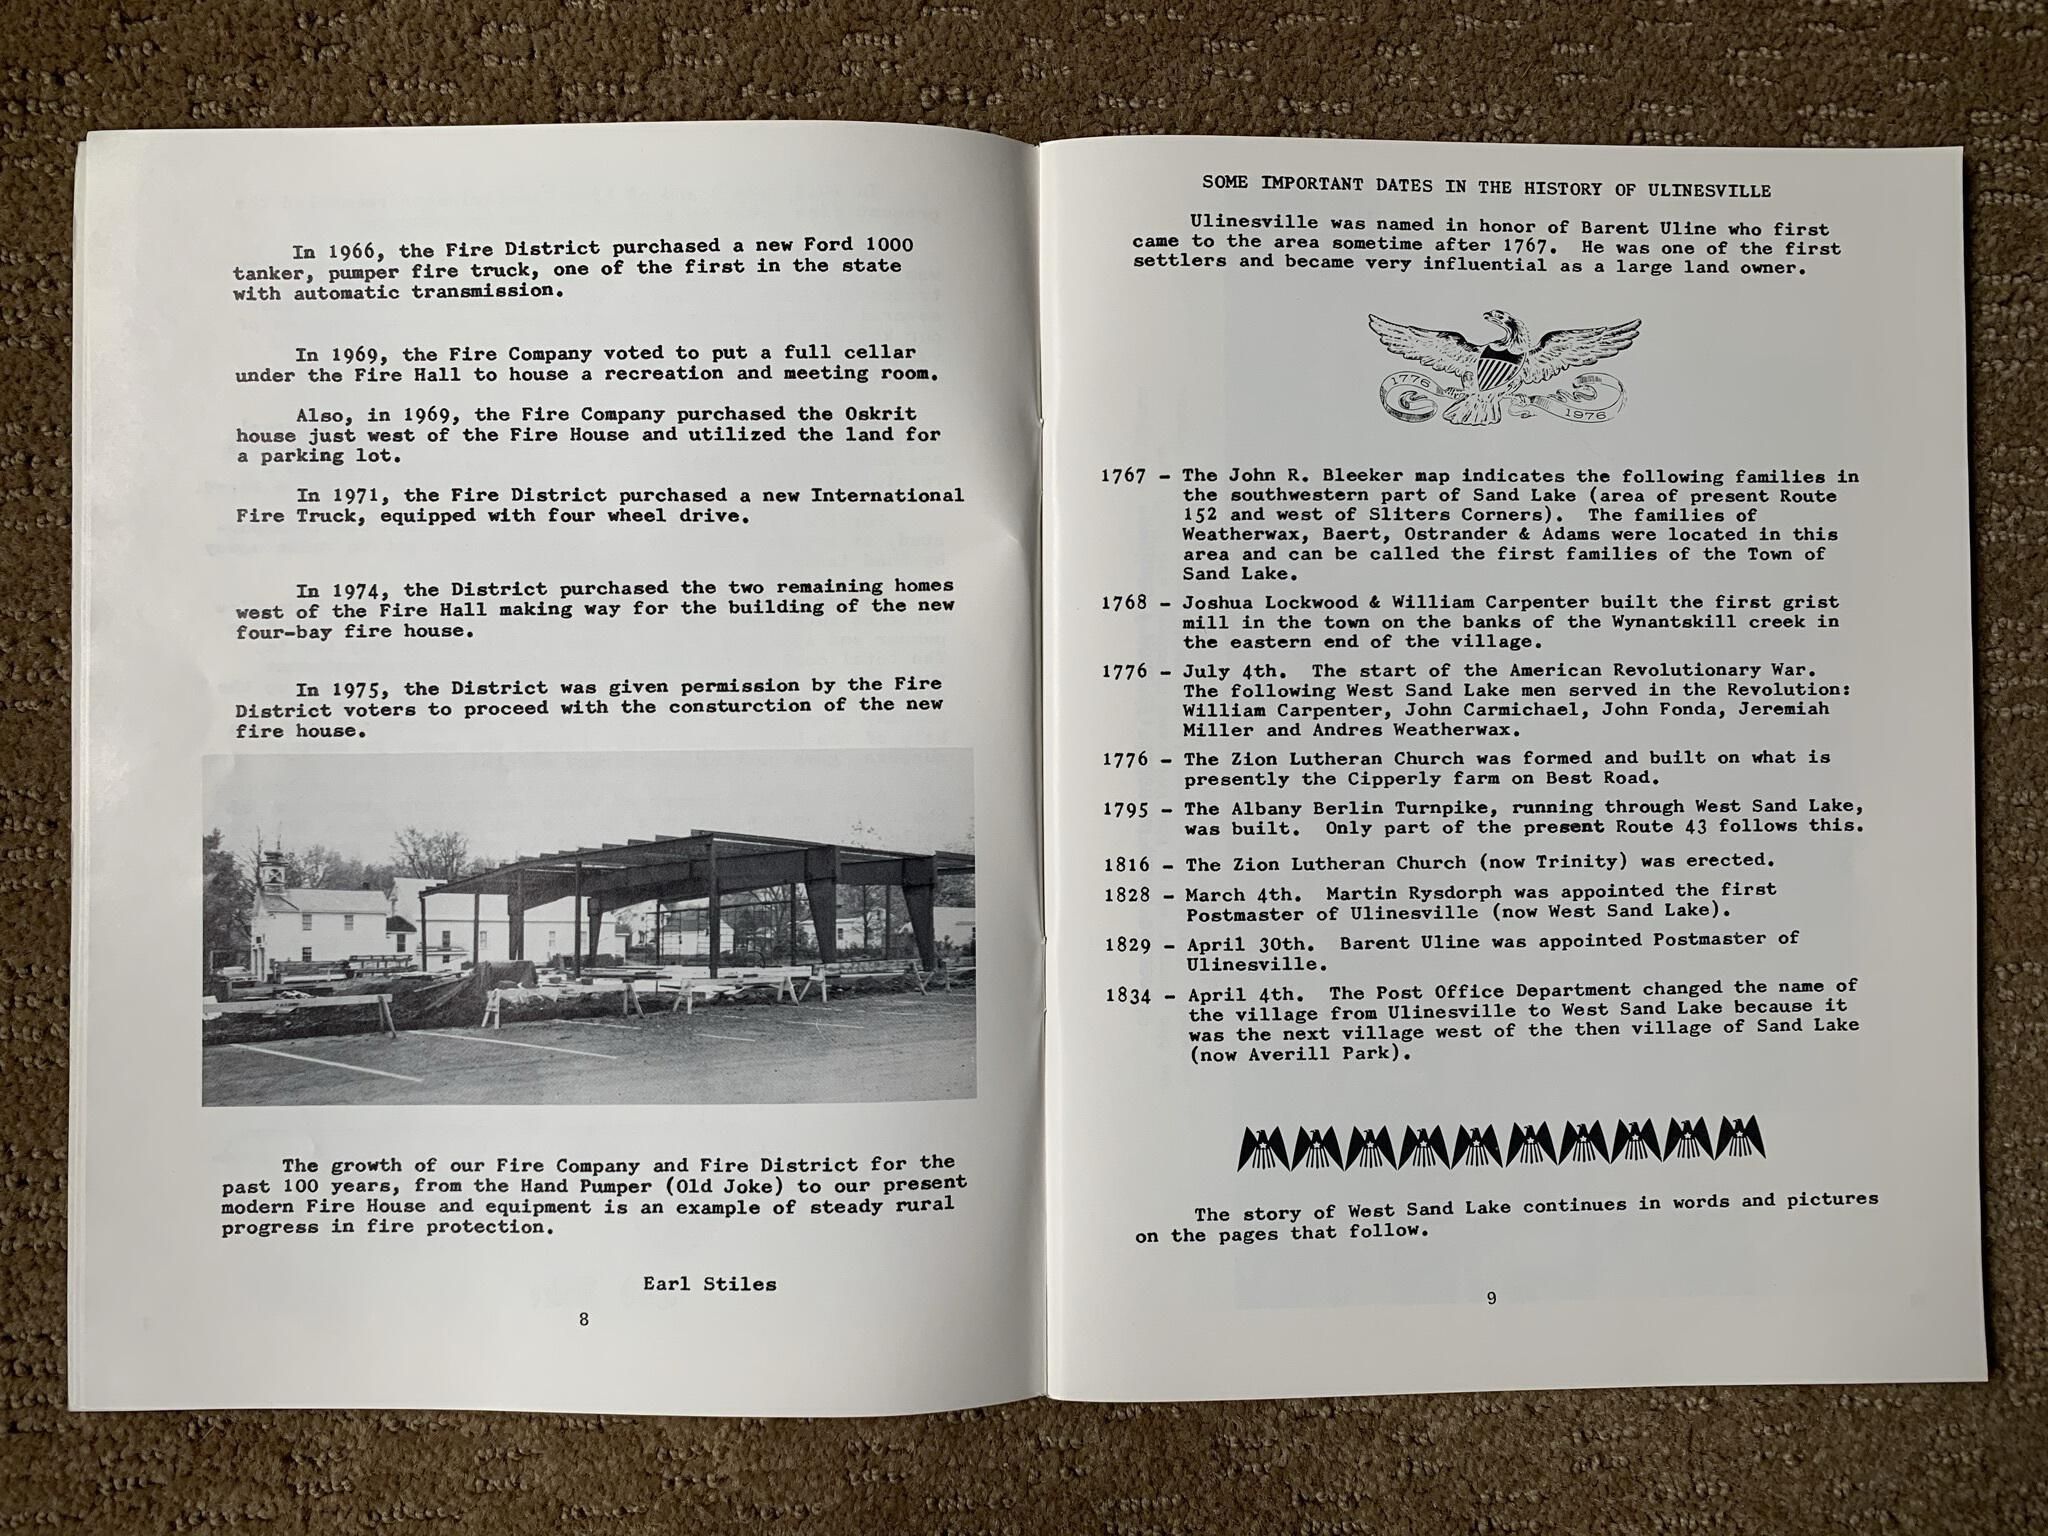 In 1966, the Fire District purchased a new Ford 1000
tanker, pumper fire truck, one of the first in the state
with automatic transmission.
In 1969, the Fire Company voted to put a full cellar
under the Fire Hall to house a recreation and meeting room.
Also, in 1969, the Fire Company purchased the Oskrit
house just west of the Fire House and utilized the land for
a parking lot.
In 1971, the Fire District purchased a new International
Fire Truck, equipped with four wheel drive.
In 1974, the District purchased the two remaining homes
west of the Fire Hall making way for the building of the new
four-bay fire house.
In 1975, the District was given permission by the Fire
District voters to proceed with the consturction of the new
fire house.
The growth of our Fire Company and Fire District for the
past 100 years, from the Hand Pumper (Old Joke) to our present
modern Fire House and equipment is an example of steady rural
progress in fire protection.
Earl Stiles
8
SOME IMPORTANT DATES IN THE HISTORY OF ULINESVILLE
Ulinesville was named in honor of Barent Uline who first
came to the area sometime after 1767. He was one of the first
settlers and became very influential as a large land owner.
1776
1976
1767 - The John R. Bleeker map indicates the following families in
the southwestern part of Sand Lake (area of present Route
152 and west of Sliters Corners). The families of
Weatherwax, Baert, Ostrander & Adams were located in this
area and can be called the first families of the Town of
Sand Lake.
1768 - Joshua Lockwood & William Carpenter built the first grist
mill in the town on the banks of the Wynantskill creek in
the eastern end of the village.
1776 - July 4th. The start of the American Revolutionary War.
The following West Sand Lake men served in the Revolution:
William Carpenter, John Carmichael, John Fonda, Jeremiah
Miller and Andres Weatherwax.
1776 - The Zion Lutheran Church was formed and built on what is
presently the Cipperly farm on Best Road.
1795 - The Albany Berlin Turnpike, running through West Sand Lake,
was built. Only part of the present Route 43 follows this.
1816 - The Zion Lutheran Church (now Trinity) was erected.
1828 - March 4th. Martin Rysdorph was appointed the first
Postmaster of Ulinesville (now West Sand Lake).
1829 - April 30th. Barent Uline was appointed Postmaster of
Ulinesville.
1834 - April 4th. The Post Office Department changed the name of
the village from Ulinesville to West Sand Lake because it
was the next village west of the then village of Sand Lake
(now Averill Park).
The story of West Sand Lake continues in words and pictures
on the pages that follow.
9